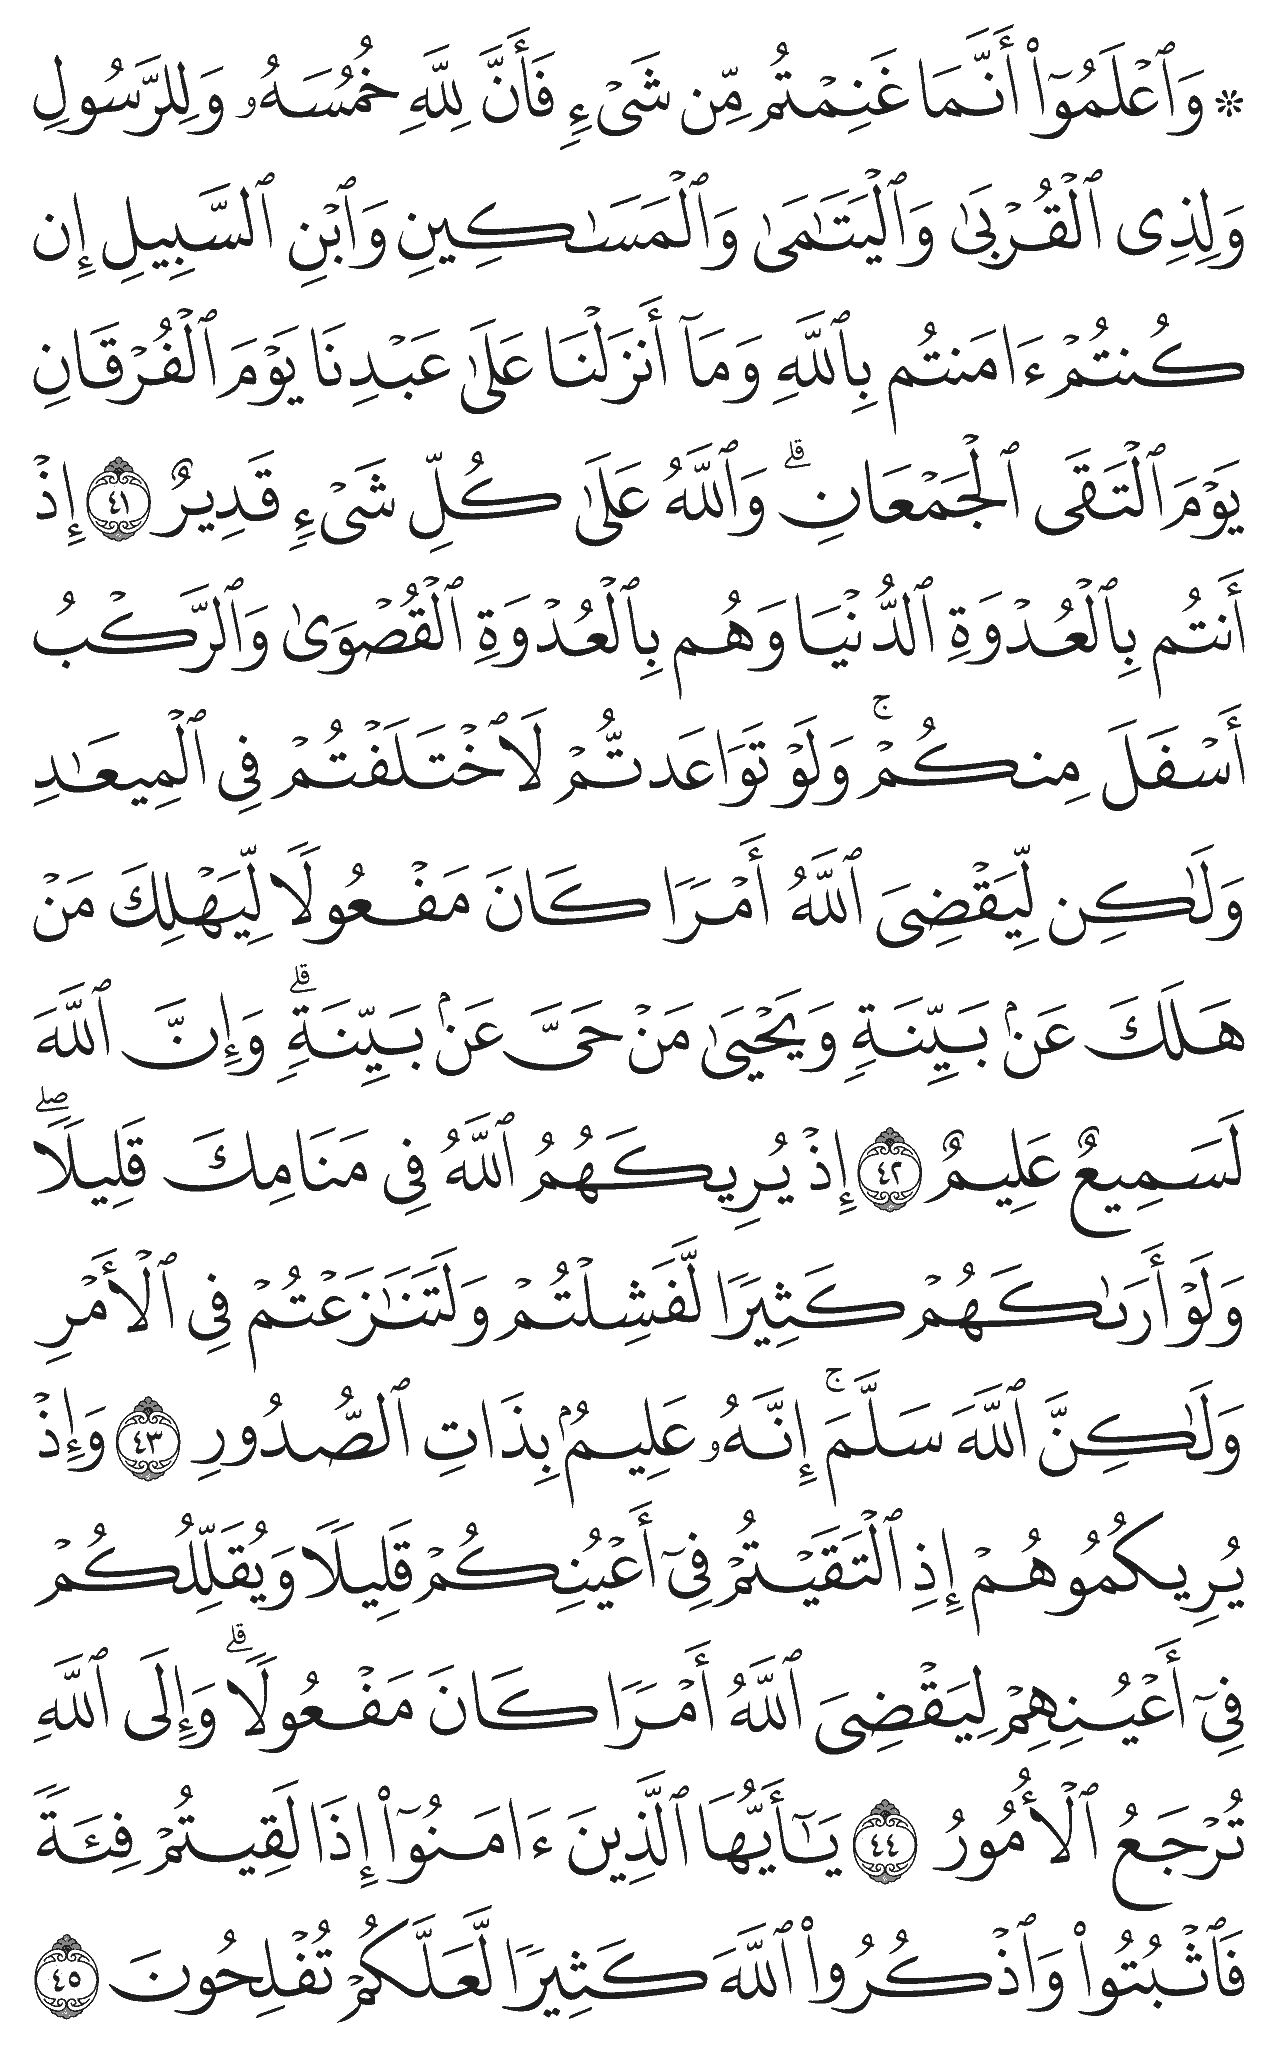 ۞ وَٱعۡلَمُوٓاْ أَنَّمَا غَنِمۡتُم مِّن شَيۡءٖ فَأَنَّ لِلَّهِ خُمُسَهُۥ وَلِلرَّسُولِ
وَلِذِي ٱلۡقُرۡبَىٰ وَٱلۡيَتَٰمَىٰ وَٱلۡمَسَٰكِينِ وَٱبۡنِ ٱلسَّبِيلِ إِن
كُنتُمۡ ءَامَنتُم بِٱللَّهِ وَمَآ أَنزَلۡنَا عَلَىٰ عَبۡدِنَا يَوۡمَ ٱلۡفُرۡقَانِ
يَوۡمَ ٱلۡتَقَى ٱلۡجَمۡعَانِۗ وَٱللَّهُ عَلَىٰ كُلِّ شَيۡءٖ قَدِيرٌ ٤١ إِذۡ
أَنتُم بِٱلۡعُدۡوَةِ ٱلدُّنۡيَا وَهُم بِٱلۡعُدۡوَةِ ٱلۡقُصۡوَىٰ وَٱلرَّكۡبُ
أَسۡفَلَ مِنكُمۡۚ وَلَوۡ تَوَاعَدتُّمۡ لَٱخۡتَلَفۡتُمۡ فِي ٱلۡمِيعَٰدِ
وَلَٰكِن لِّيَقۡضِيَ ٱللَّهُ أَمۡرٗا كَانَ مَفۡعُولٗا لِّيَهۡلِكَ مَنۡ
هَلَكَ عَنۢ بَيِّنَةٖ وَيَحۡيَىٰ مَنۡ حَيَّ عَنۢ بَيِّنَةٖۗ وَإِنَّ ٱللَّهَ
لَسَمِيعٌ عَلِيمٌ ٤٢ إِذۡ يُرِيكَهُمُ ٱللَّهُ فِي مَنَامِكَ قَلِيلٗاۖ
وَلَوۡ أَرَىٰكَهُمۡ كَثِيرٗا لَّفَشِلۡتُمۡ وَلَتَنَٰزَعۡتُمۡ فِي ٱلۡأَمۡرِ
وَلَٰكِنَّ ٱللَّهَ سَلَّمَۚ إِنَّهُۥ عَلِيمُۢ بِذَاتِ ٱلصُّدُورِ ٤٣ وَإِذۡ
يُرِيكُمُوهُمۡ إِذِ ٱلۡتَقَيۡتُمۡ فِيٓ أَعۡيُنِكُمۡ قَلِيلٗا وَيُقَلِّلُكُمۡ
فِيٓ أَعۡيُنِهِمۡ لِيَقۡضِيَ ٱللَّهُ أَمۡرٗا كَانَ مَفۡعُولٗاۗ وَإِلَى ٱللَّهِ
تُرۡجَعُ ٱلۡأُمُورُ ٤٤ يَٰٓأَيُّهَا ٱلَّذِينَ ءَامَنُوٓاْ إِذَا لَقِيتُمۡ فِئَةٗ
فَٱثۡبُتُواْ وَٱذۡكُرُواْ ٱللَّهَ كَثِيرٗا لَّعَلَّكُمۡ تُفۡلِحُونَ ٤٥